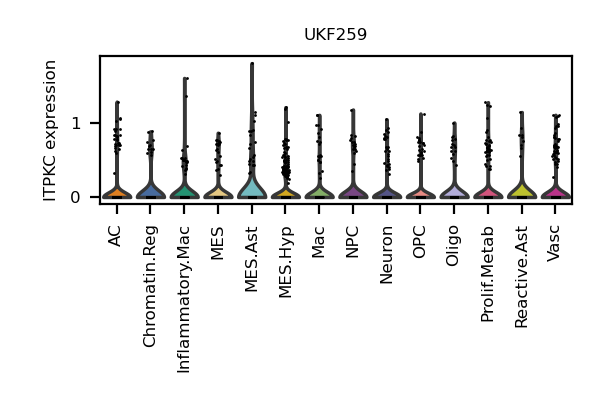 UKF259
ITPKC expression
1
0
AC
Chromatin.Reg
Inflammatory.Mac
MES
MES.Ast
MES.Hyp
Mac
NPC
Neuron
OPC
Oligo
Prolif.Metab
Reactive.Ast
Vasc